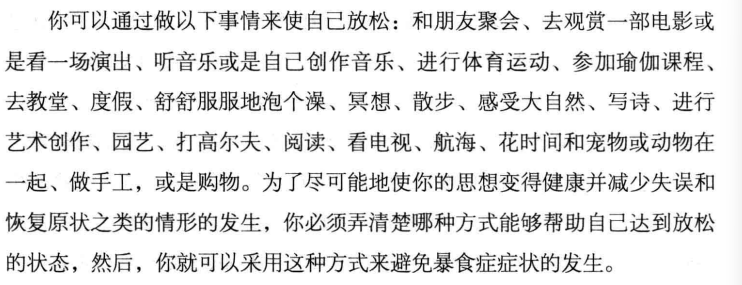 你可以通过做以下事情来使自己放松：和朋友聚会、去观赏一部电影或
是看一场演出、听音乐或是自己创作音乐、进行体育运动、参加瑜伽课程、
去教堂、度假、舒舒服服地泡个澡、冥想、散步、感受大自然、写诗、进行
艺术创作、园艺、打高尔夫、阅读、看电视、航海、花时间和宠物或动物在
一起、做手工，或是购物。为了尽可能地使你的思想变得健康并减少失误和
恢复原状之类的情形的发生，你必须弄清楚哪种方式能够帮助自己达到放松
的状态，然后，你就可以采用这种方式来避免暴食症症状的发生。